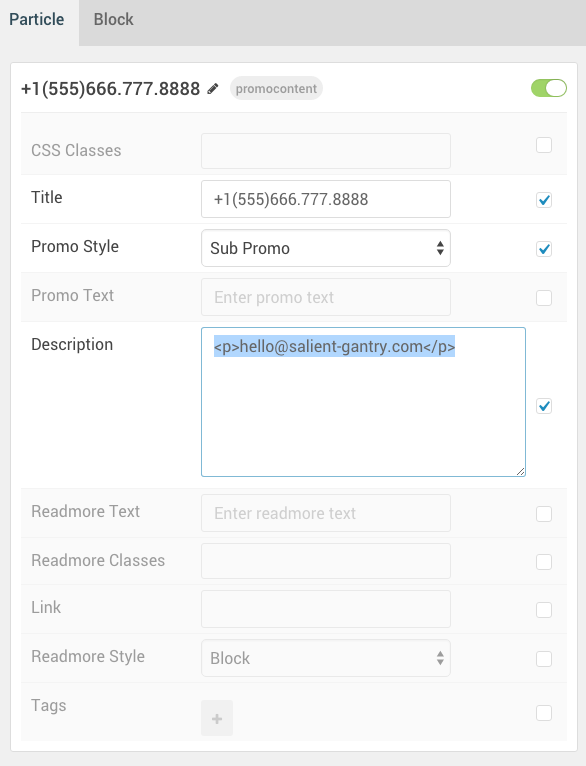 Particle Block
+1(555)666.777.8888 promocontent
CSS Classes
Title +1(555)666.777.8888
Promo Style Sub Promo
Promo Text Enter promo text
Description <p>hello@salient-gantry.com</p>
Readmore Text Enter readmore text
Readmore Classes
Link
Readmore Style Block
Tags +